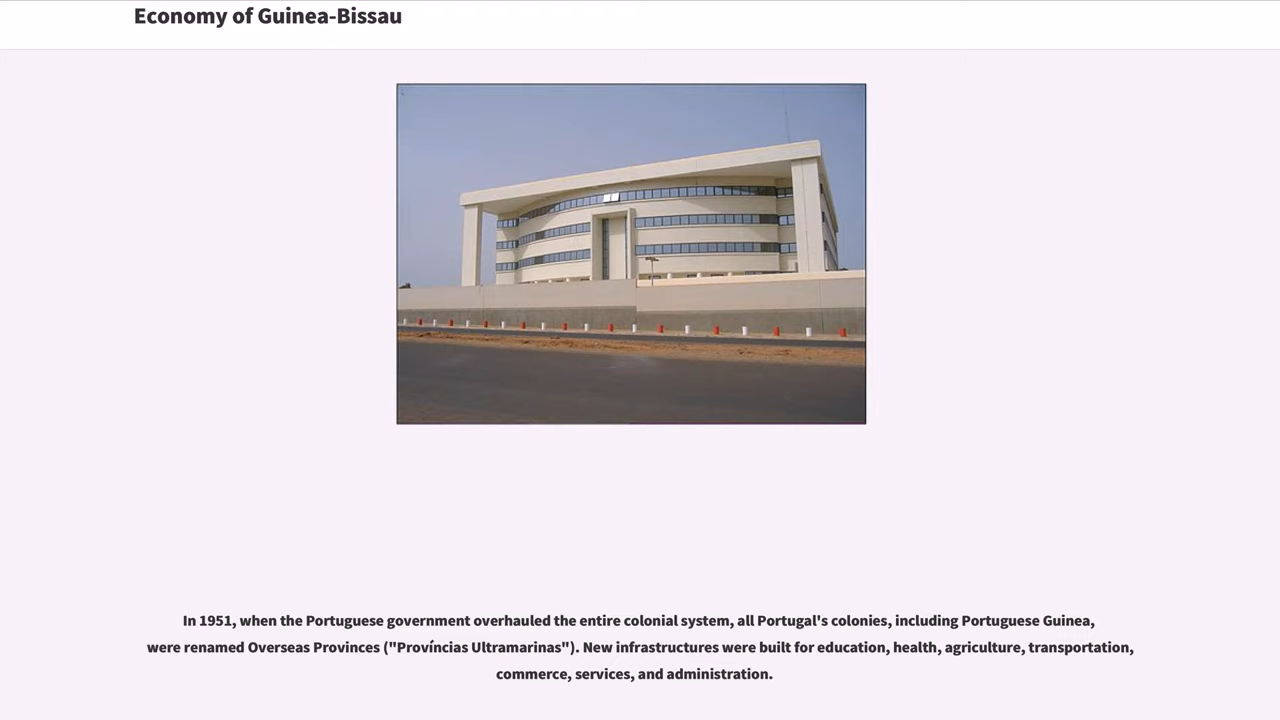 Economy of Guinea-Bissau
In 1951, when the Portuguese government overhauled the entire colonial system, all Portugal's colonies, including Portuguese Guinea,
were renamed Overseas Provinces ("Províncias Ultramarinas"). New infrastructures were built for education, health, agriculture, transportation,
commerce, services, and administration.